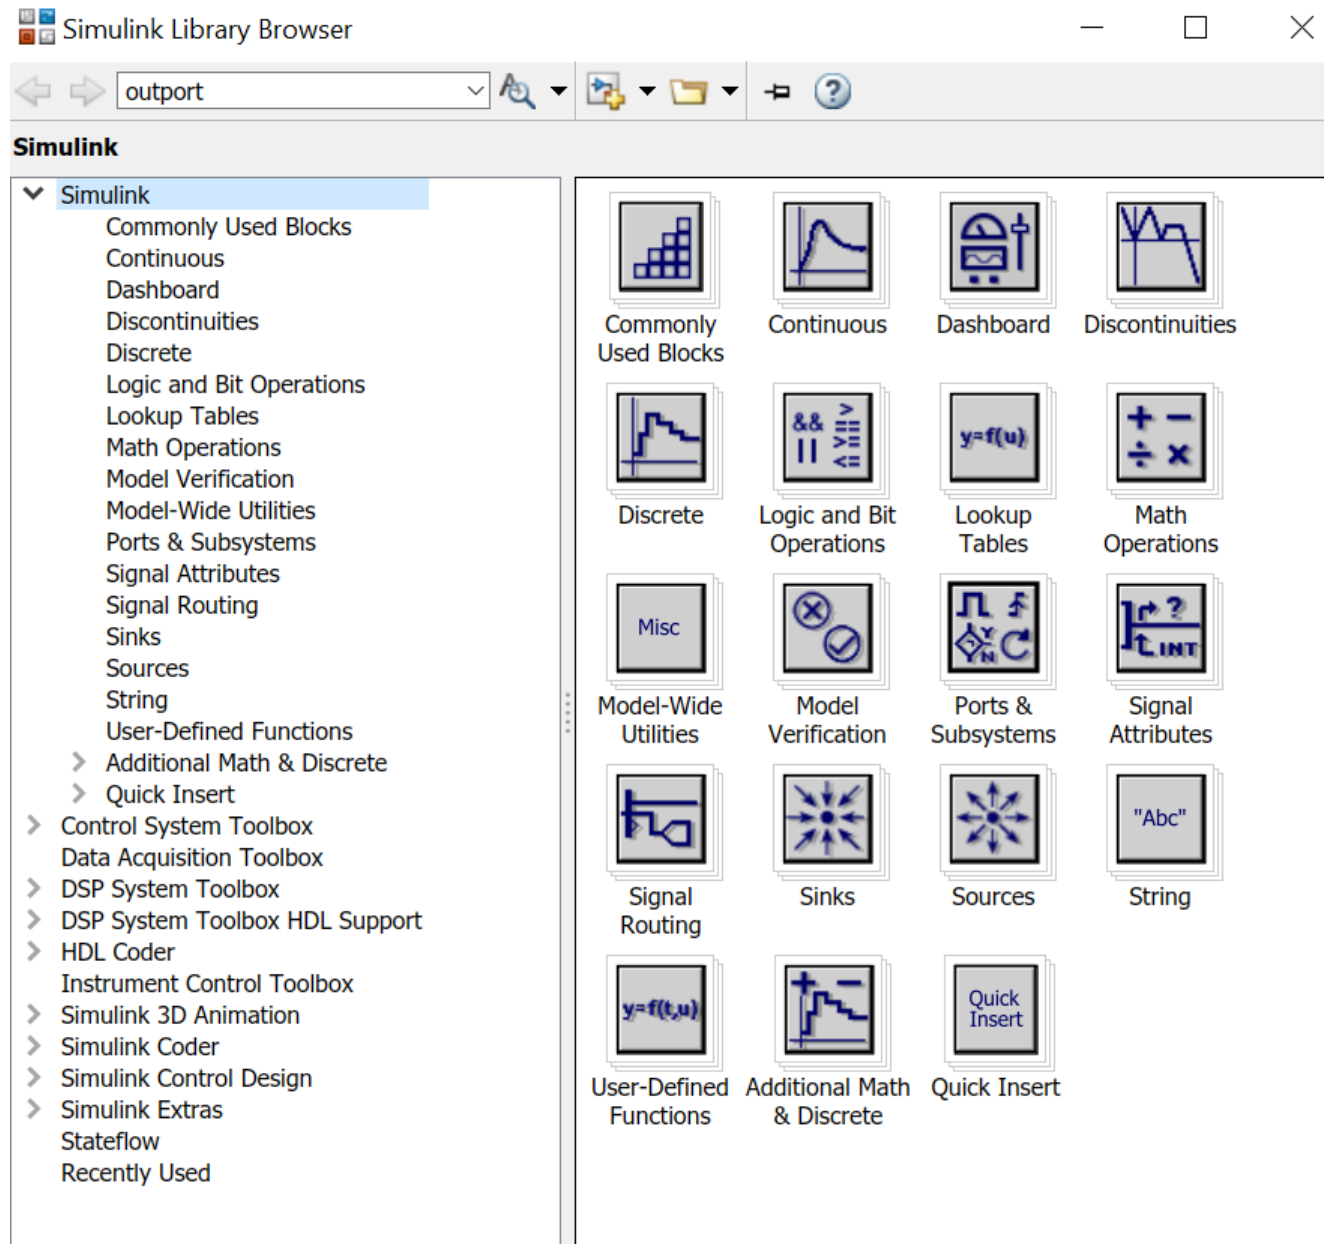 Simulink Library Browser
outport
Simulink
Simulink
Commonly Used Blocks
Continuous
Dashboard
Discontinuities
Discrete
Logic and Bit Operations
Lookup Tables
Math Operations
Model Verification
Model-Wide Utilities
Ports & Subsystems
Signal Attributes
Signal Routing
Sinks
Sources
String
User-Defined Functions
Additional Math & Discrete
Quick Insert
Control System Toolbox
Data Acquisition Toolbox
DSP System Toolbox
DSP System Toolbox HDL Support
HDL Coder
Instrument Control Toolbox
Simulink 3D Animation
Simulink Coder
Simulink Control Design
Simulink Extras
Stateflow
Recently Used
Commonly
Used Blocks
Continuous
Dashboard
Discontinuities
&& > == 
|| >= <=
y=f(u)
+ −
÷ ×
Discrete
Logic and Bit
Operations
Lookup
Tables
Math
Operations
Misc
Y
N
?
INT
Model-Wide
Utilities
Model
Verification
Ports &
Subsystems
Signal
Attributes
"Abc"
Signal
Routing
Sinks
Sources
String
y=f(t,u)
+ −
Quick
Insert
User-Defined
Functions
Additional Math
& Discrete
Quick Insert